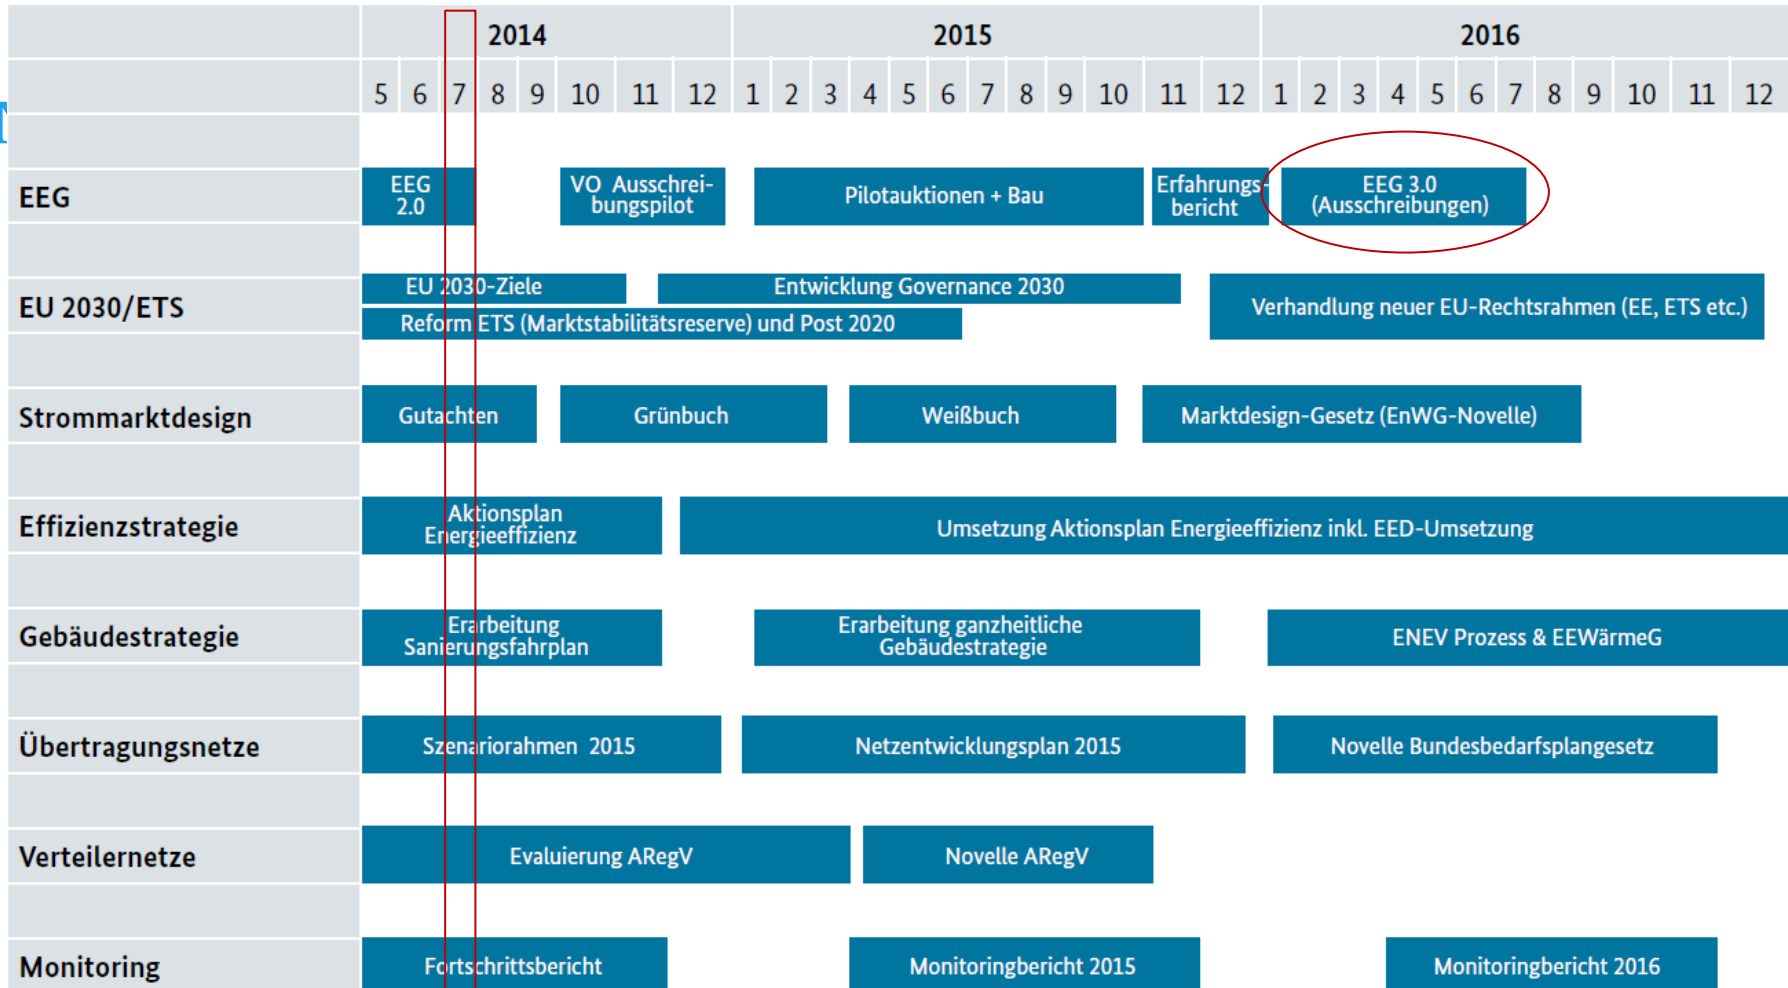 2014 2015 2016
5 6 7 8 9 10 11 12 1 2 3 4 5 6 7 8 9 10 11 12 1 2 3 4 5 6 7 8 9 10 11 12
EEG
EEG
2.0
VO Ausschrei-
bungspilot
Pilotauktionen + Bau
Erfahrungs-
bericht
EEG 3.0
(Ausschreibungen)
EU 2030/ETS
EU 2030-Ziele
Entwicklung Governance 2030
Reform ETS (Marktstabilitätsreserve) und Post 2020
Verhandlung neuer EU-Rechtsrahmen (EE, ETS etc.)
Strommarktdesign
Gutachten
Grünbuch
Weißbuch
Marktdesign-Gesetz (EnWG-Novelle)
Effizienzstrategie
Aktionsplan
Energieeffizienz
Umsetzung Aktionsplan Energieeffizienz inkl. EED-Umsetzung
Gebäudestrategie
Erarbeitung
Sanierungsfahrplan
Erarbeitung ganzheitliche
Gebäudestrategie
ENEV Prozess & EEWärmeG
Übertragungsnetze
Szenariorahmen 2015
Netzentwicklungsplan 2015
Novelle Bundesbedarfsplangesetz
Verteilernetze
Evaluierung ARegV
Novelle ARegV
Monitoring
Fortschrittsbericht
Monitoringbericht 2015
Monitoringbericht 2016